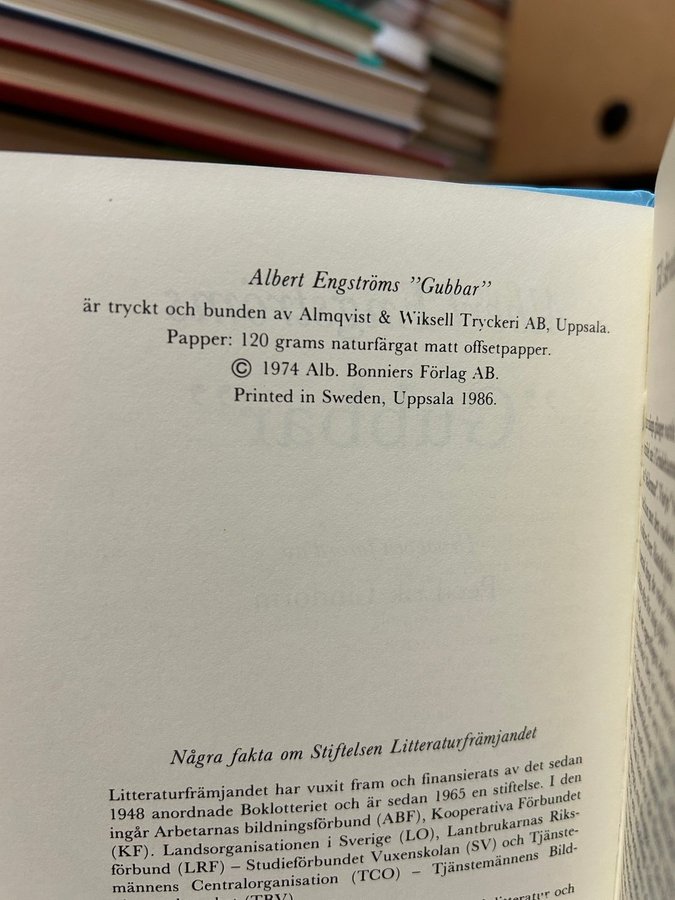 Albert Engströms ”Gubbar”
är tryckt och bunden av Almqvist & Wiksell Tryckeri AB, Uppsala.
Papper: 120 grams naturfärgat matt offsetpapper.
© 1974 Alb. Bonniers Förlag AB.
Printed in Sweden, Uppsala 1986.
Några fakta om Stiftelsen Litteraturfrämjandet
Litteraturfrämjandet har vuxit fram och finansierats av det sedan
1948 anordnade Boklotteriet och är sedan 1965 en stiftelse. I den
ingår Arbetarnas bildningsförbund (ABF), Kooperativa Förbundet
(KF). Landsorganisationen i Sverige (LO), Lantbrukarnas Riks-
förbund (LRF) – Studieförbundet Vuxenskolan (SV) och Tjänste-
männens Centralorganisation (TCO) – Tjänstemännens Bild-
(TBV)
litteratur och